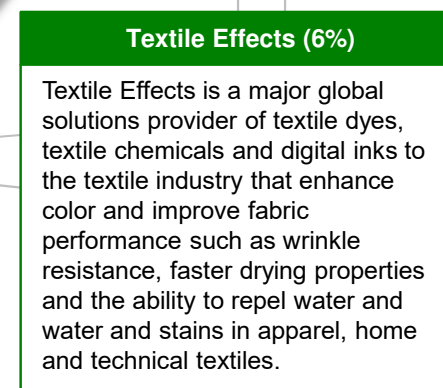 Textile Effects (6%)
Textile Effects is a major global
solutions provider of textile dyes,
textile chemicals and digital inks to
the textile industry that enhance
color and improve fabric
performance such as wrinkle
resistance, faster drying properties
and the ability to repel water and
water and stains in apparel, home
and technical textiles.